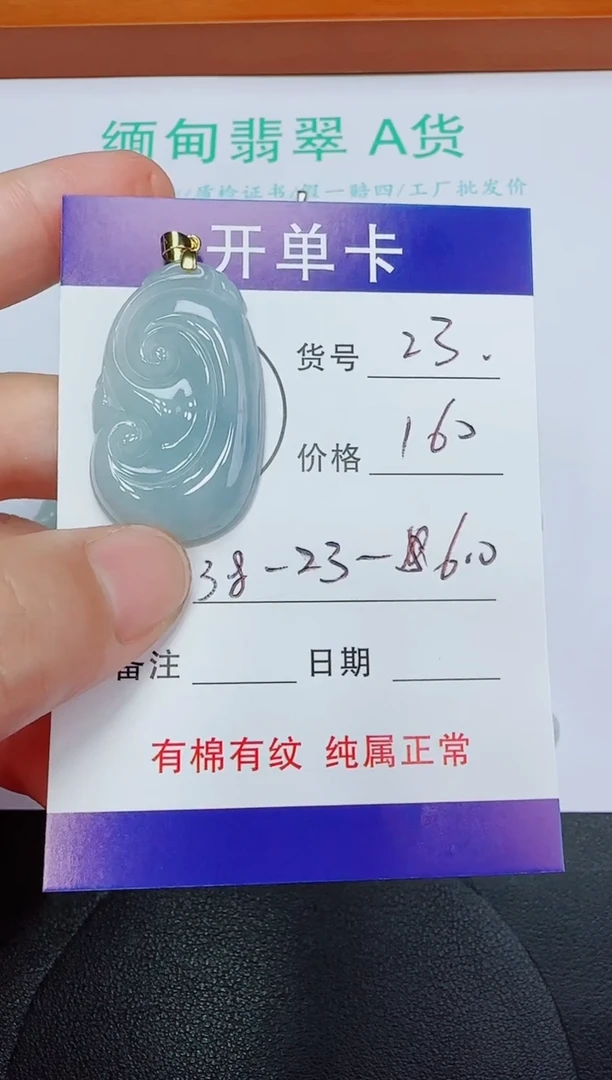 缅甸翡翠 A货
/质检证书/假一赔四/工厂批发价
开单卡
货号 23.
价格 160
38-23-6.0
备注 日期
有棉有纹 纯属正常